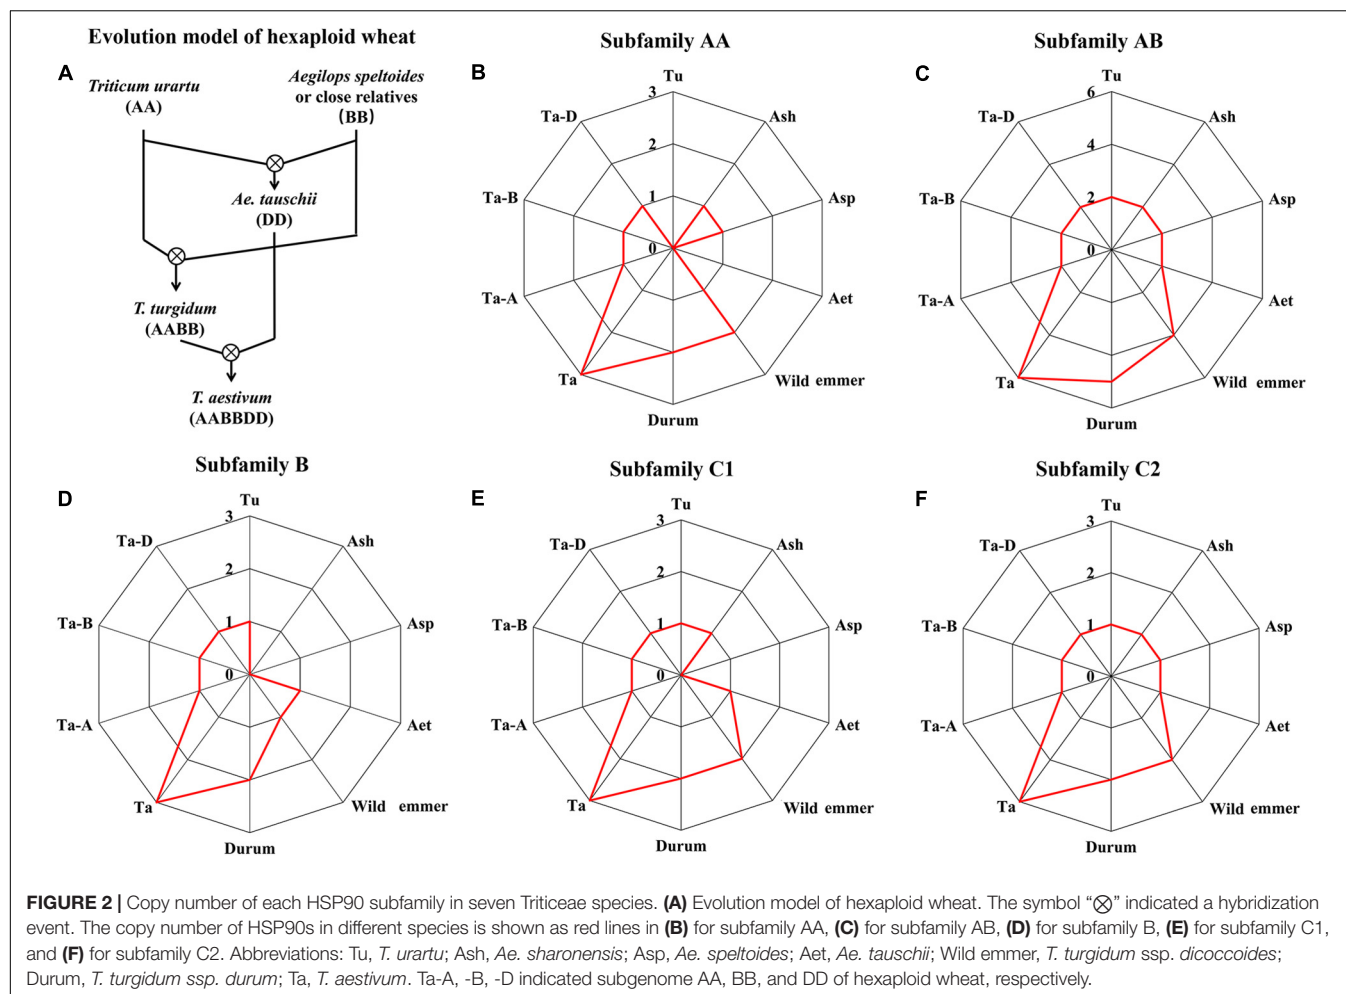 Evolution model of hexaploid wheat
A
Triticum urartu
(AA)
Aegilops speltoides
or close relatives
(BB)
Ae. tauschii
(DD)
T. turgidum
(AABB)
T. aestivum
(AABBDD)
Subfamily AA
B
Tu
3
Ash
Ta-D
2
1
Ta-B
Asp
0
Ta-A
Aet
Ta
Wild emmer
Durum
Subfamily AB
C
Tu
6
Ash
Ta-D
4
2
Ta-B
Asp
0
Ta-A
Aet
Ta
Wild emmer
Durum
Subfamily B
D
Tu
3
Ta-D
Ash
2
1
Ta-B
Asp
0
Ta-A
Aet
Ta
Wild emmer
Durum
Subfamily C1
E
Tu
3
Ta-D
Ash
2
1
Ta-B
Asp
0
Ta-A
Aet
Ta
Wild emmer
Durum
Subfamily C2
F
Tu
3
Ta-D
Ash
2
1
Ta-B
Asp
0
Ta-A
Aet
Ta
Wild emmer
Durum
FIGURE 2 | Copy number of each HSP90 subfamily in seven Triticeae species. (A) Evolution model of hexaploid wheat. The symbol “⊗” indicated a hybridization
event. The copy number of HSP90s in different species is shown as red lines in (B) for subfamily AA, (C) for subfamily AB, (D) for subfamily B, (E) for subfamily C1,
and (F) for subfamily C2. Abbreviations: Tu, T. urartu; Ash, Ae. sharonensis; Asp, Ae. speltoides; Aet, Ae. tauschii; Wild emmer, T. turgidum ssp. dicoccoides;
Durum, T. turgidum ssp. durum; Ta, T. aestivum. Ta-A, -B, -D indicated subgenome AA, BB, and DD of hexaploid wheat, respectively.